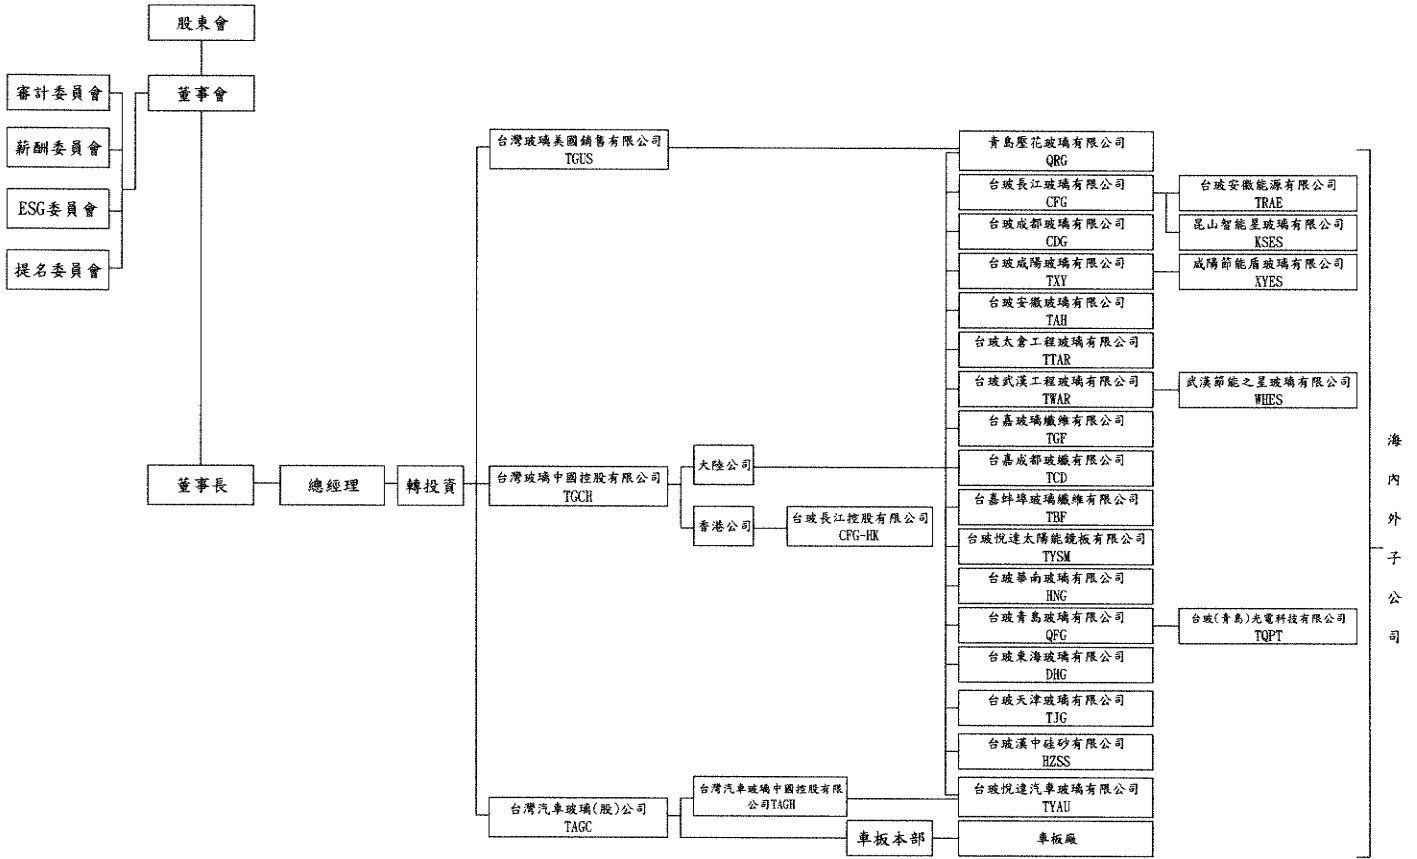 股東會
董事會
審計委員會
薪酬委員會
ESG委員會
提名委員會
董事長
總經理
轉投資
台灣玻璃美國銷售有限公司
TGUS
台灣玻璃中國控股有限公司
TGCH
台灣汽車玻璃(股)公司
TAGC
大陸公司
香港公司
台玻長江控股有限公司
CFG-HK
台灣汽車玻璃中國控股有限
公司TAGH
車板本部
青島壓花玻璃有限公司
QRG
台玻長江玻璃有限公司
CFG
台玻成都玻璃有限公司
CDG
台玻咸陽玻璃有限公司
TXY
台玻安徽玻璃有限公司
TAH
台玻太倉工程玻璃有限公司
TTAR
台玻武漢工程玻璃有限公司
TWAR
台嘉玻璃纖維有限公司
TGF
台嘉成都玻纖有限公司
TCD
台嘉蚌埠玻璃纖維有限公司
TBF
台玻悅達太陽能鏡板有限公司
TYSM
台玻華南玻璃有限公司
HNG
台玻青島玻璃有限公司
QFG
台玻東海玻璃有限公司
DHG
台玻天津玻璃有限公司
TJG
台玻漢中硅砂有限公司
HZSS
台玻悅達汽車玻璃有限公司
TYAU
車板廠
台玻安徽能源有限公司
TRAE
昆山智能星玻璃有限公司
KSES
咸陽節能盾玻璃有限公司
XYES
武漢節能之星玻璃有限公司
WHES
台玻(青島)光電科技有限公司
TQPT
海內外子公司